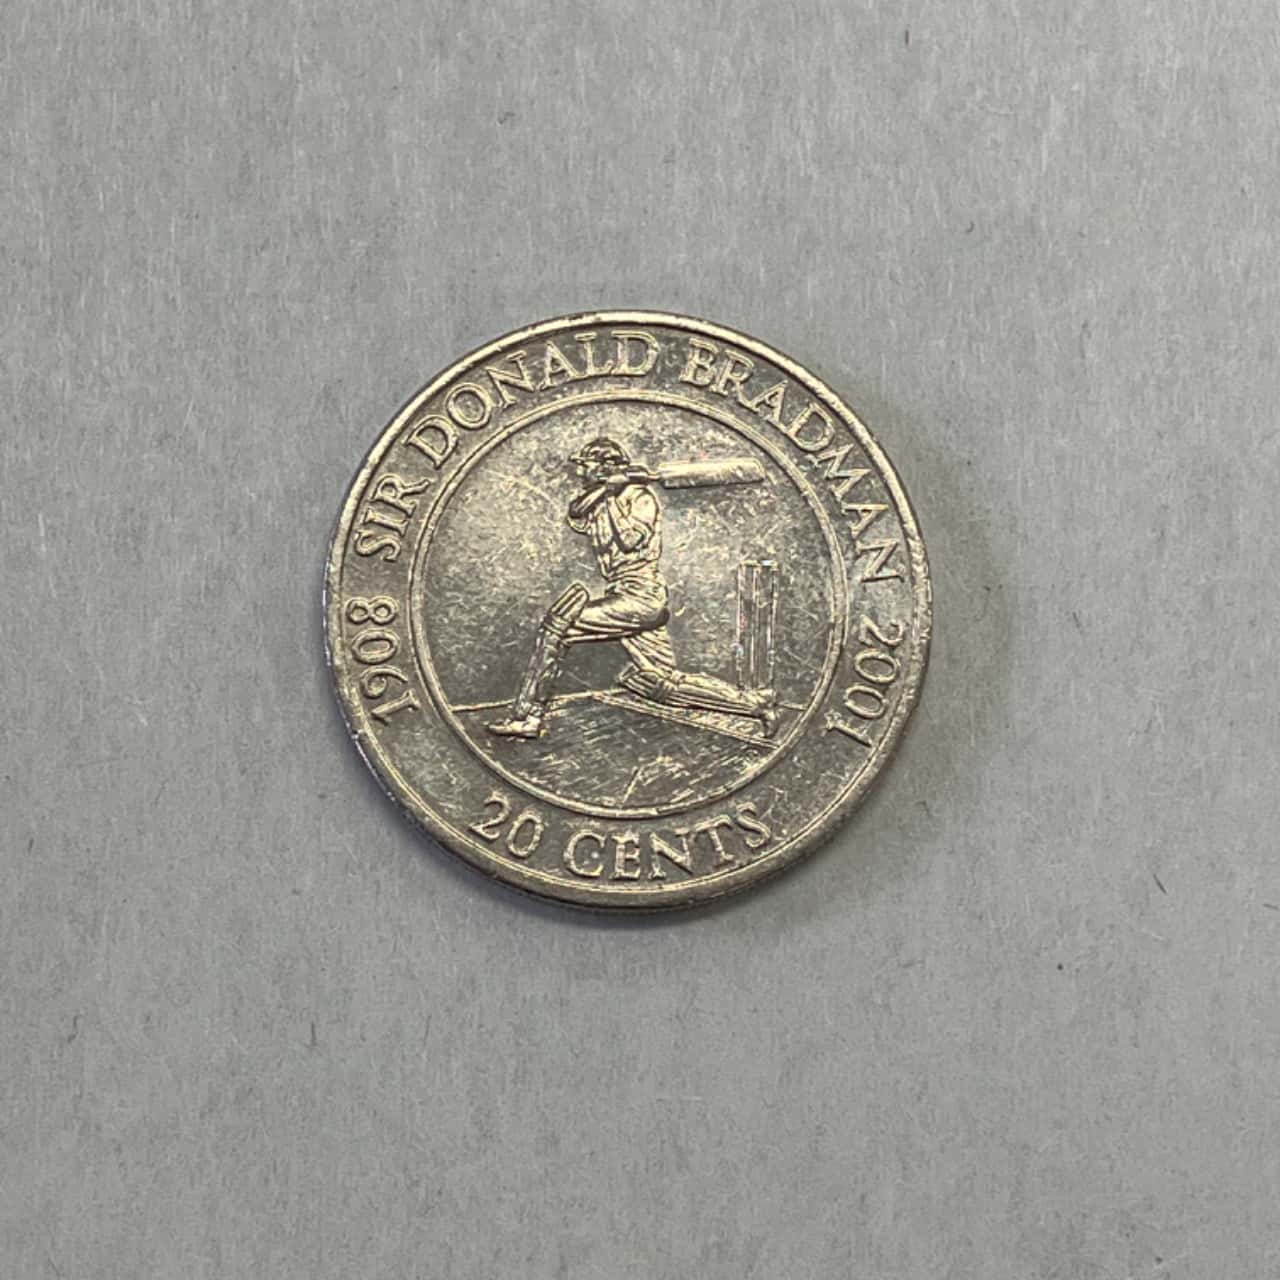 1908 SIR DONALD BRADMAN 2001
20 CENTS